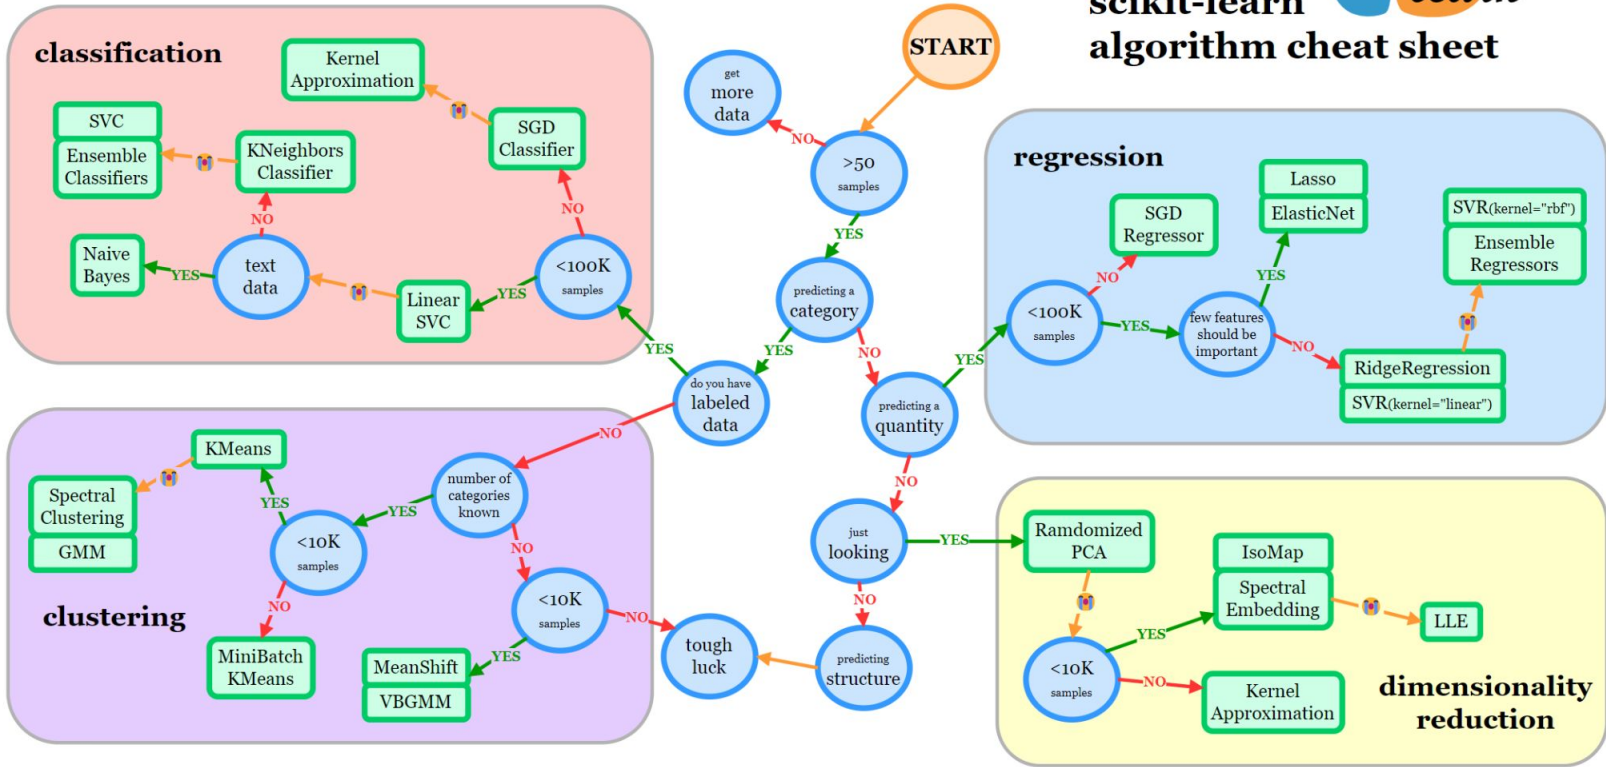 scikit-learn
algorithm cheat sheet
START
get
more
data
NO
>50
samples
YES
predicting a
category
YES
NO
do you have
labeled
data
YES
NO
predicting a
quantity
YES
NO
just
looking
YES
NO
predicting
structure
tough
luck
classification
Kernel
Approximation
SVC
Ensemble
Classifiers
KNeighbors
Classifier
SGD
Classifier
NO
NO
Naive
Bayes
YES
text
data
Linear
SVC
YES
<100K
samples
regression
SGD
Regressor
Lasso
ElasticNet
SVR(kernel="rbf")
Ensemble
Regressors
<100K
samples
NO
YES
YES
few features
should be
important
NO
RidgeRegression
SVR(kernel="linear")
clustering
KMeans
Spectral
Clustering
GMM
YES
<10K
samples
YES
number of
categories
known
NO
NO
<10K
samples
NO
YES
MiniBatch
KMeans
MeanShift
VBGMM
dimensionality
reduction
Randomized
PCA
IsoMap
Spectral
Embedding
LLE
YES
<10K
samples
NO
Kernel
Approximation